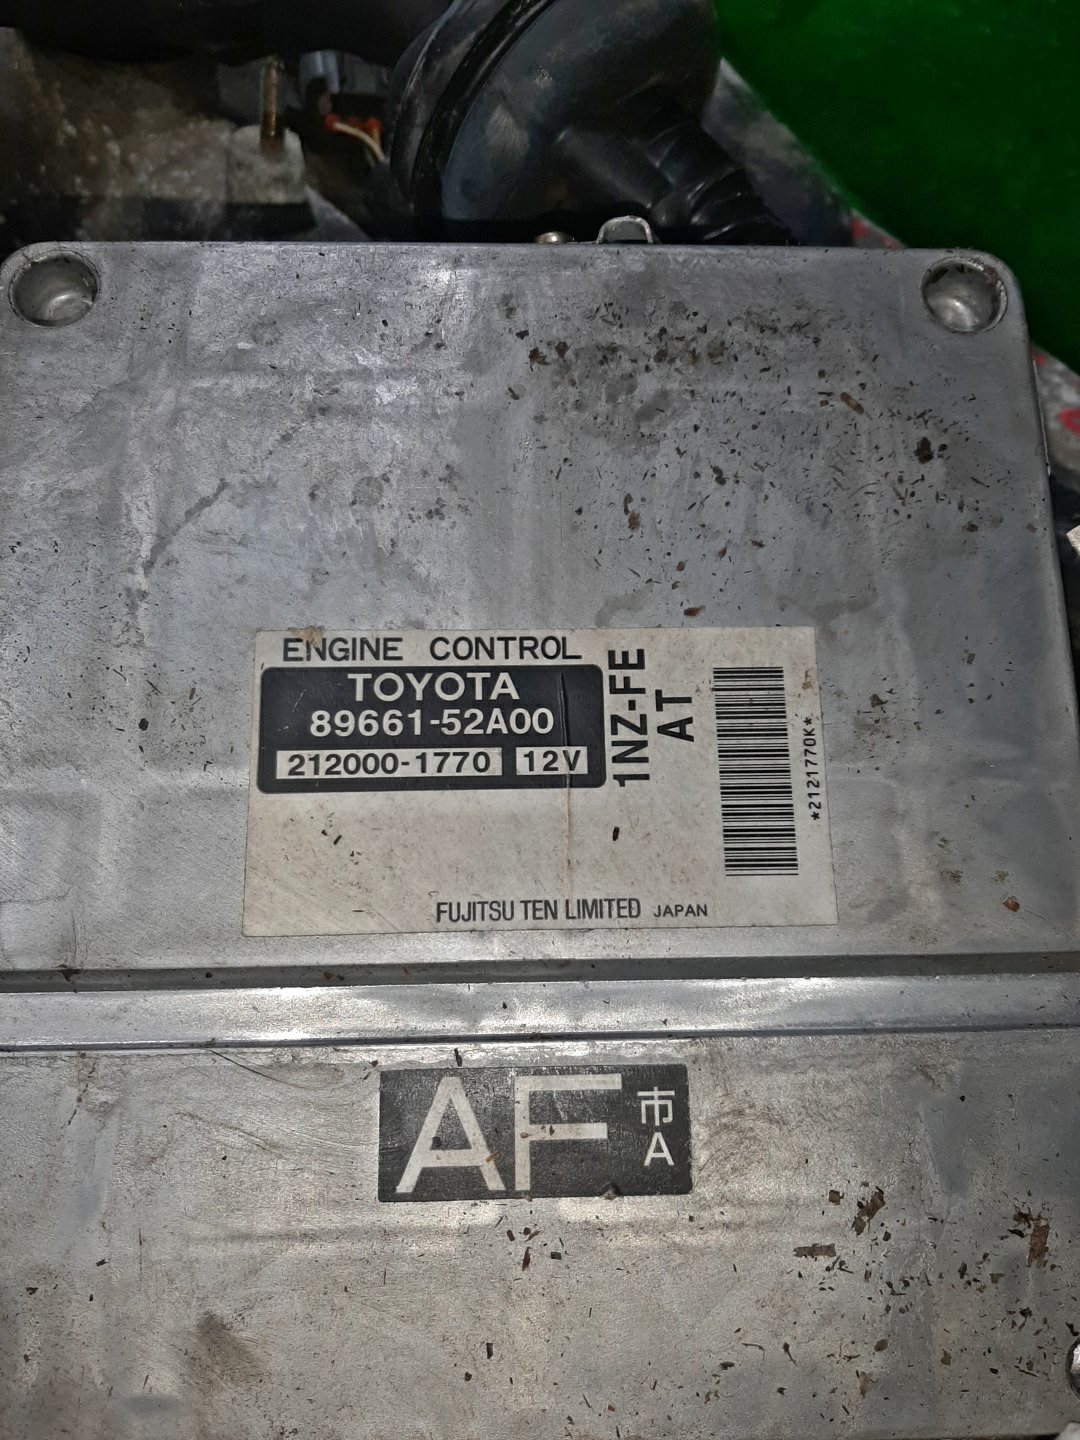 ENGINE CONTROL
TOYOTA
89661-52A00
212000-1770 12V
1NZ-FE
AT
*2121770K*
FUJITSU TEN LIMITED JAPAN
AF
市
A